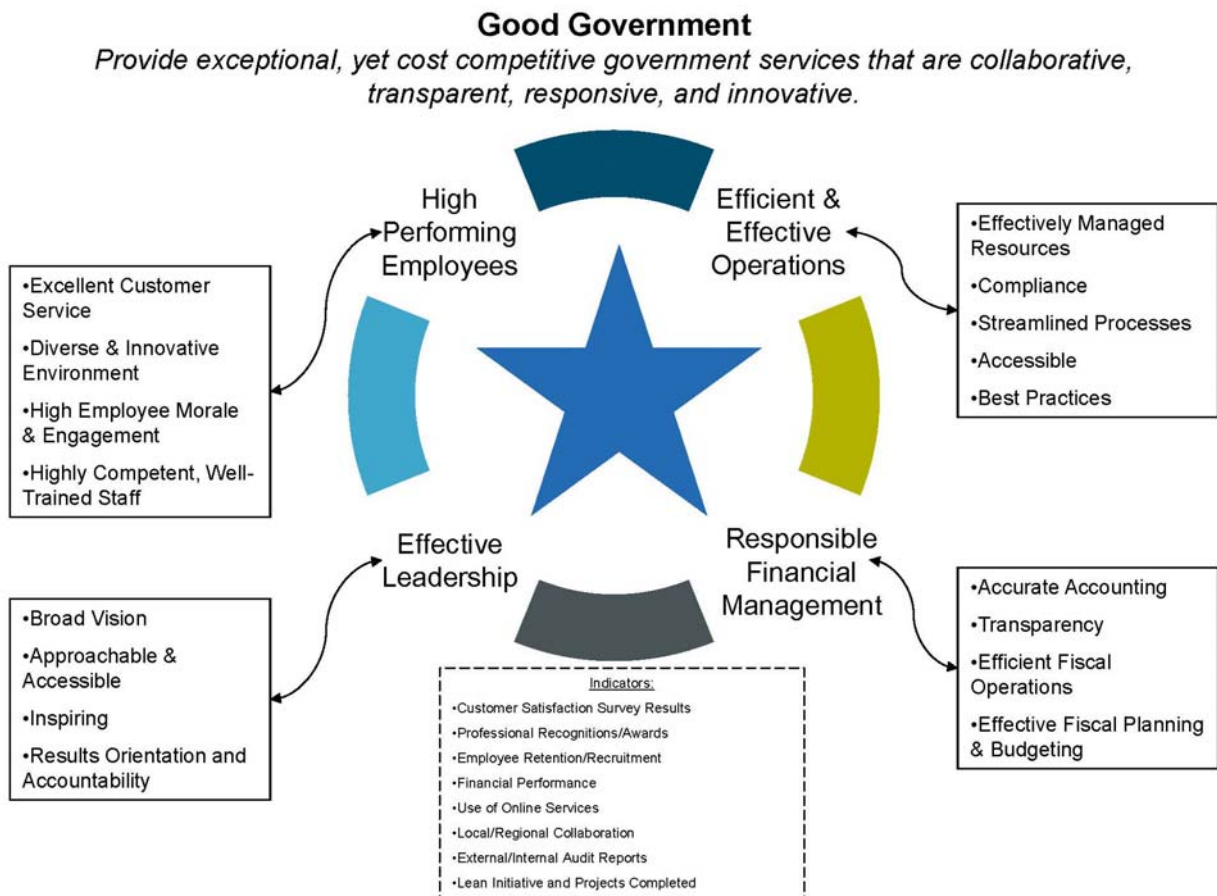 Good Government
Provide exceptional, yet cost competitive government services that are collaborative,
transparent, responsive, and innovative.
High
Performing
Employees
Efficient &
Effective
Operations
•Excellent Customer
Service
•Diverse & Innovative
Environment
•High Employee Morale
& Engagement
•Highly Competent, Well-
Trained Staff
•Effectively Managed
Resources
•Compliance
•Streamlined Processes
•Accessible
•Best Practices
Effective
Leadership
Responsible
Financial
Management
•Broad Vision
•Approachable &
Accessible
•Inspiring
•Results Orientation and
Accountability
•Accurate Accounting
•Transparency
•Efficient Fiscal
Operations
•Effective Fiscal Planning
& Budgeting
Indicators:
•Customer Satisfaction Survey Results
•Professional Recognitions/Awards
•Employee Retention/Recruitment
•Financial Performance
•Use of Online Services
•Local/Regional Collaboration
•External/Internal Audit Reports
•Lean Initiative and Projects Completed